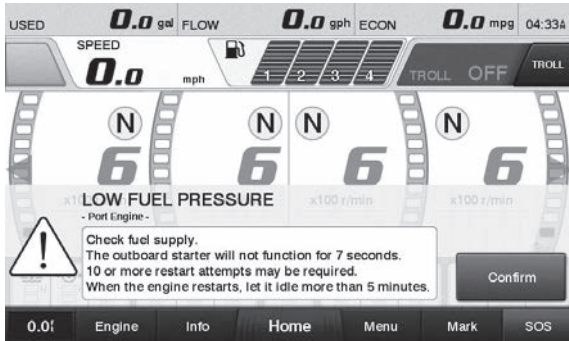 USED 0.0 gal FLOW 0.0 gph ECON 0.0 mpg 04:33A
SPEED
0.0 mph 1 2 3 4 TROLL OFF TROLL
N N N N
6 6 6 6
x100 r/min x100 r/min
LOW FUEL PRESSURE
- Port Engine -
Check fuel supply.
The outboard starter will not function for 7 seconds.
10 or more restart attempts may be required.
When the engine restarts, let it idle more than 5 minutes.
Confirm
Engine Info Home Menu Mark SOS